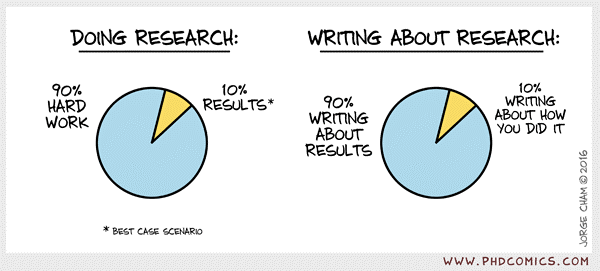 DOING RESEARCH:
90%
HARD
WORK
10%
RESULTS*
* BEST CASE SCENARIO
WRITING ABOUT RESEARCH:
90%
WRITING
ABOUT
RESULTS
10%
WRITING
ABOUT HOW
YOU DID IT
JORGE CHAM © 2016
WWW.PHDCOMICS.COM